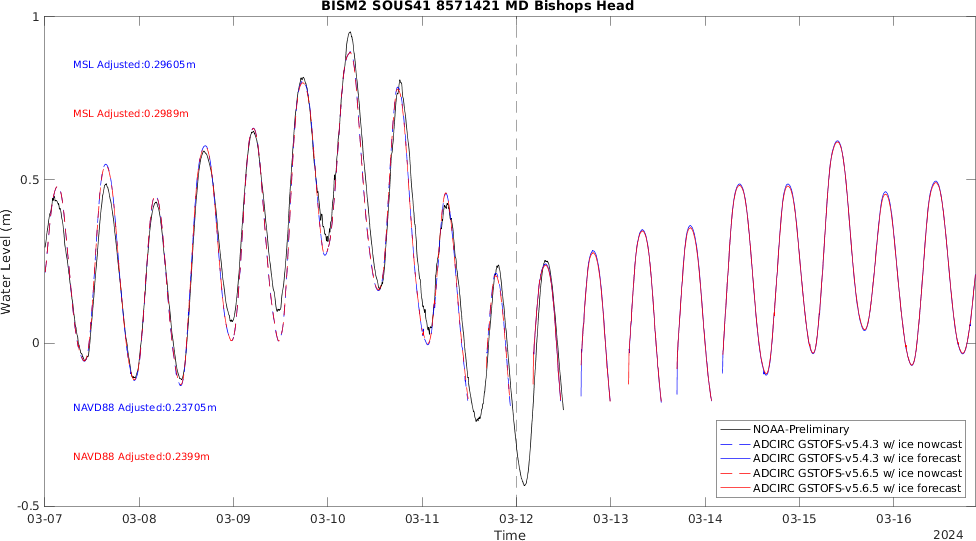 BISM2 SOUS41 8571421 MD Bishops Head
1
MSL Adjusted:0.29605m
MSL Adjusted:0.2989m
0.5
Water Level (m)
0
NAVD88 Adjusted:0.23705m
NAVD88 Adjusted:0.2399m
NOAA-Preliminary
ADCIRC GSTOFS-v5.4.3 w/ ice nowcast
ADCIRC GSTOFS-v5.4.3 w/ ice forecast
ADCIRC GSTOFS-v5.6.5 w/ ice nowcast
ADCIRC GSTOFS-v5.6.5 w/ ice forecast
-0.5
03-07 03-08 03-09 03-10 03-11 03-12 03-13 03-14 03-15 03-16
Time
2024